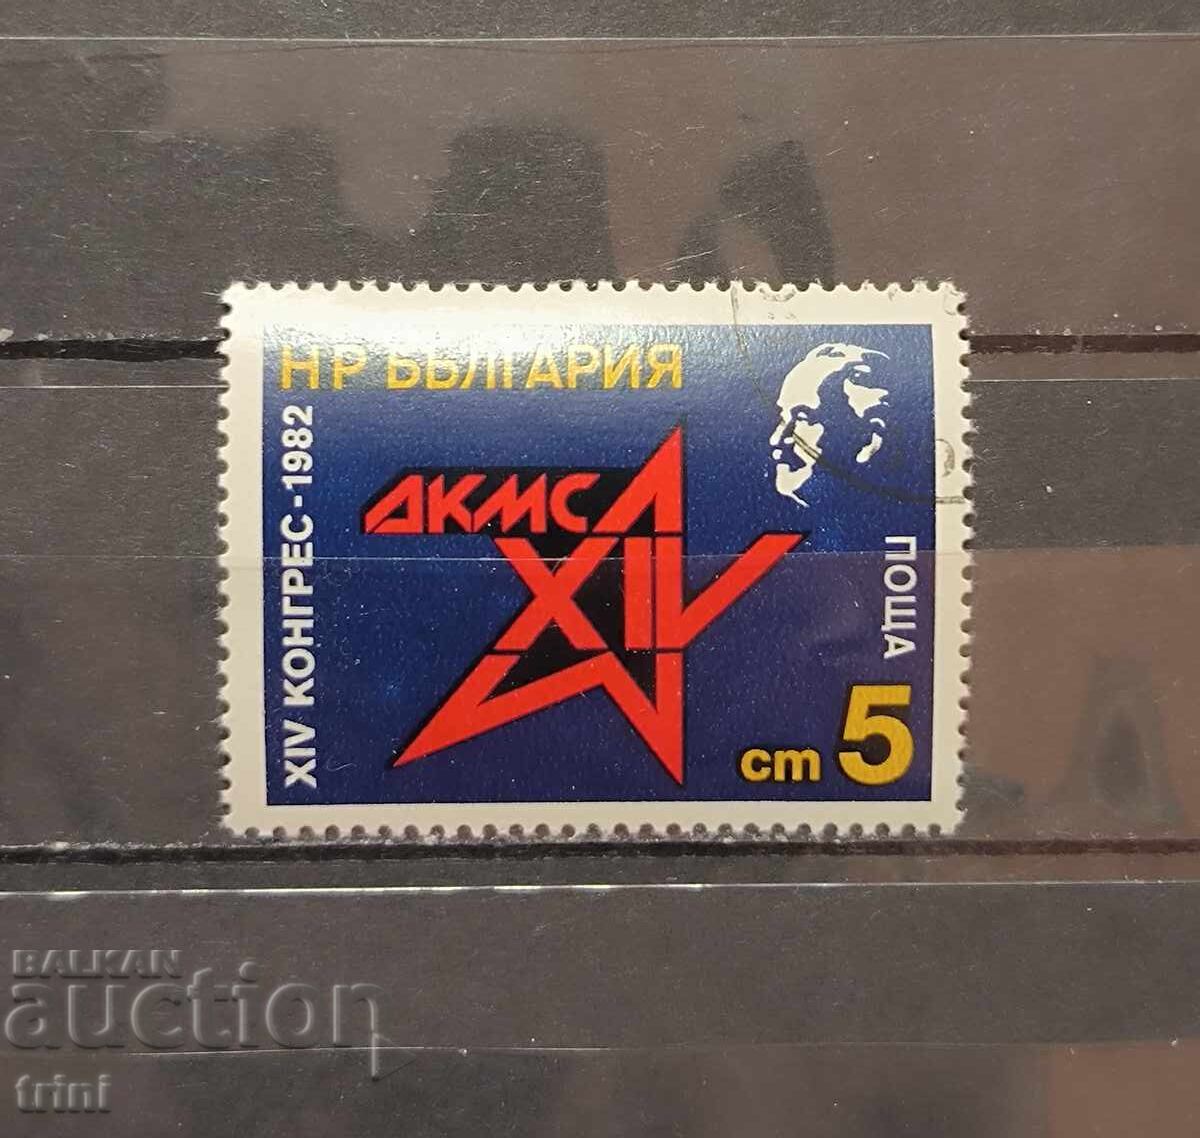 НР БЪЛГАРИЯ
XIV КОНГРЕС-1982
ДКМС
XIV
ПОЩА
ст 5
BALKAN
auction
trini